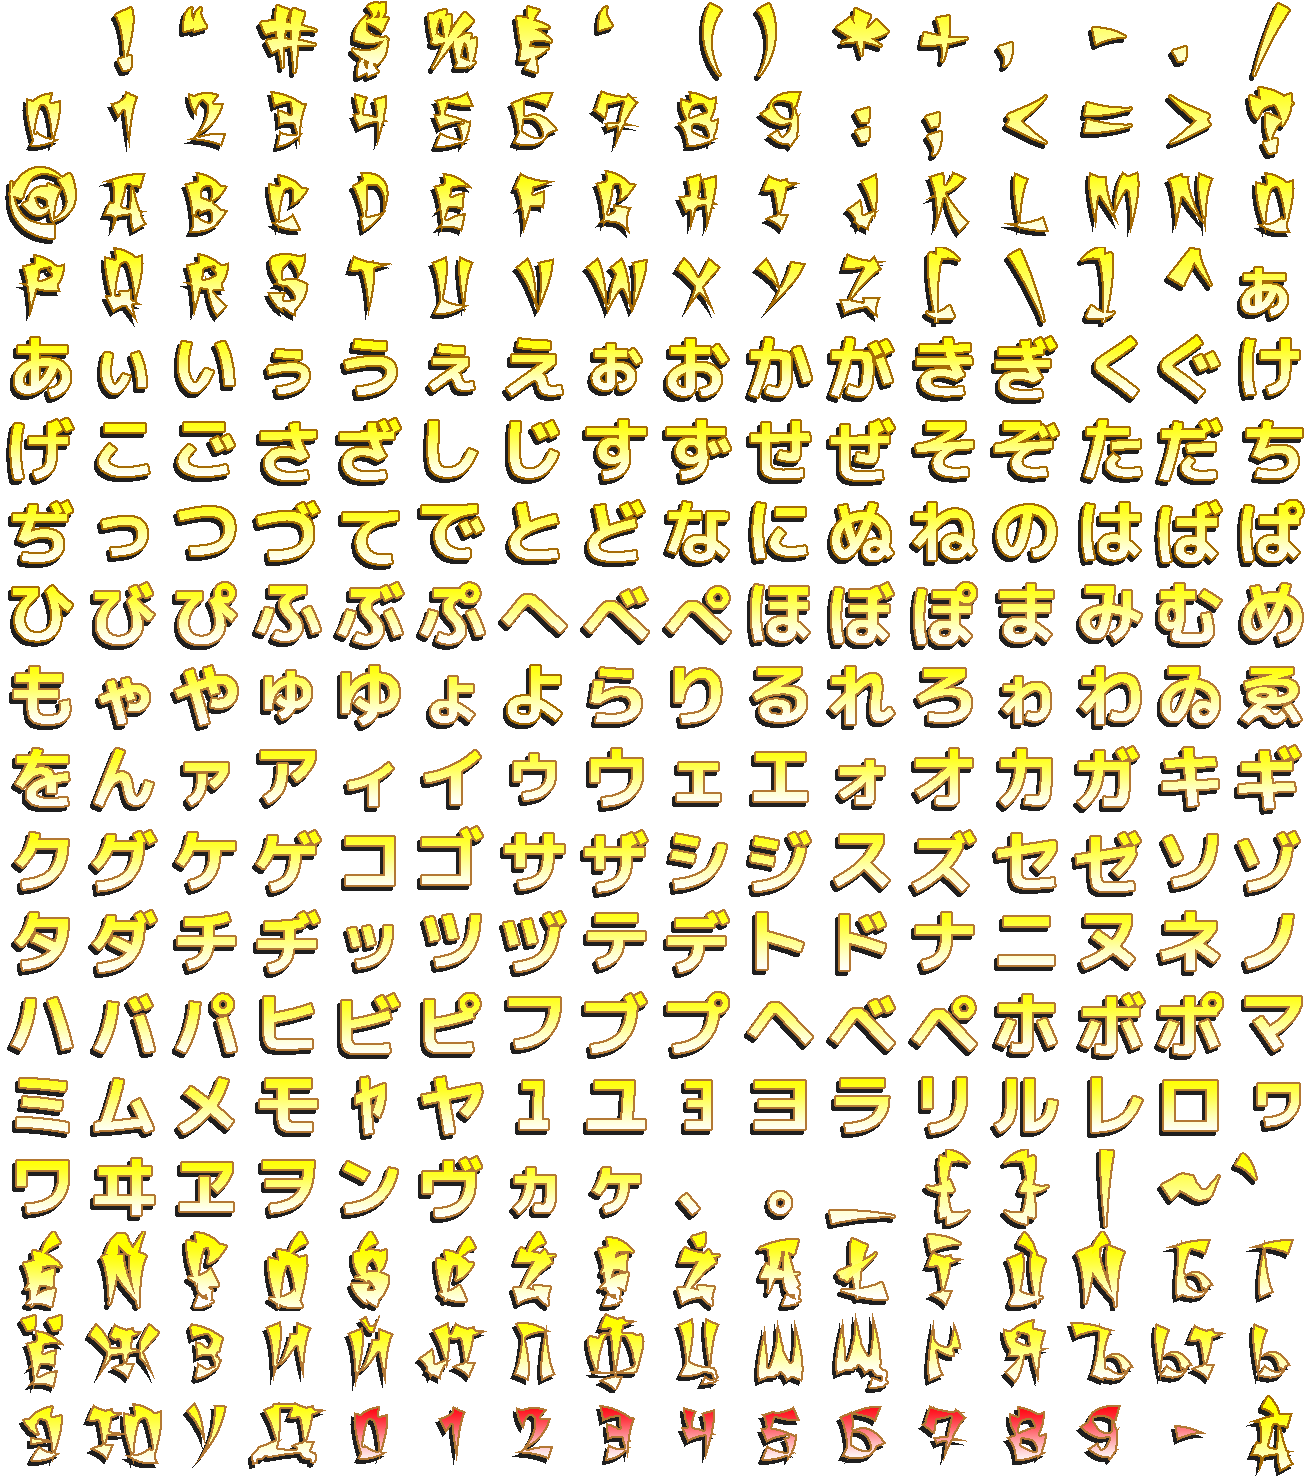 ! “ # $ % & ‘ ( ) * + , - . /
0 1 2 3 4 5 6 7 8 9 : ; < = > ?
@ A B C D E F G H I J K L M N O
P Q R S T U V W X Y Z [ \ ] ^ ぁ
あ ぃ い ぅ う ぇ え ぉ お か が き ぎ く ぐ け
げ こ ご さ ざ し じ す ず せ ぜ そ ぞ た だ ち
ぢ っ つ づ て で と ど な に ぬ ね の は ば ぱ
ひ び ぴ ふ ぶ ぷ へ べ ぺ ほ ぼ ぽ ま み む め
も ゃ や ゅ ゆ ょ よ ら り る れ ろ ゎ わ ゐ ゑ
を ん ァ ア ィ イ ゥ ウ ェ エ ォ オ カ ガ キ ギ
ク グ ケ ゲ コ ゴ サ ザ シ ジ ス ズ セ ゼ ソ ゾ
タ ダ チ ヂ ッ ツ ヅ テ デ ト ド ナ ニ ヌ ネ ノ
ハ バ パ ヒ ビ ピ フ ブ プ ヘ ベ ペ ホ ボ ポ マ
ミ ム メ モ ャ ヤ ュ ユ ョ ヨ ラ リ ル レ ロ ヮ
ワ ヰ ヱ ヲ ン ヴ ヵ ヶ 、 。 _ { } | ~ `
É Ñ Ç Ó Ś Ć Ź Ę Ż Ą Ł Ŧ Û Б Г
Ё Ж З И Й Л П Ф Ц Ш Щ Я Ъ Ы Ь
Э Ю У Д 0 1 2 3 4 5 6 7 8 9 -